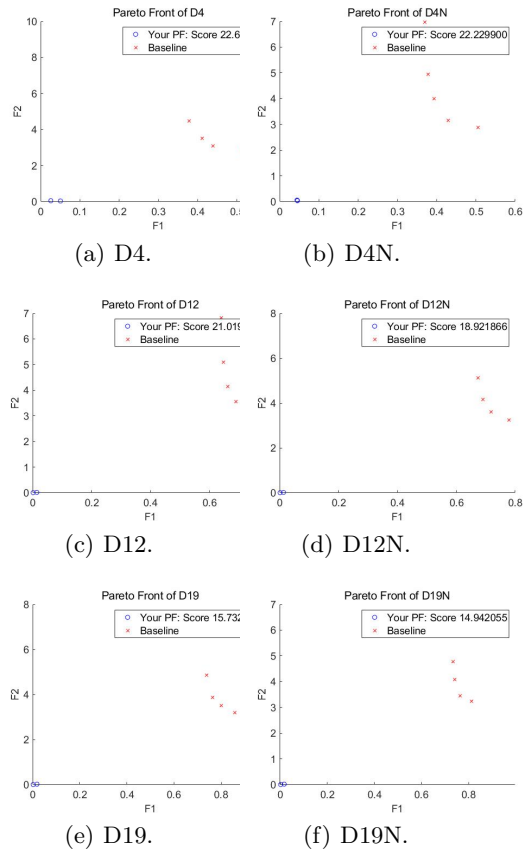 Pareto Front of D4
10
8
6
4
2
0
F2
Your PF: Score 22.6
Baseline
0 0.1 0.2 0.3 0.4 0.5
F1
(a) D4.
Pareto Front of D4N
7
6
5
4
3
2
1
0
F2
Your PF: Score 22.229900
Baseline
0 0.1 0.2 0.3 0.4 0.5 0.6
F1
(b) D4N.
Pareto Front of D12
7
6
5
4
3
2
1
0
F2
Your PF: Score 21.019
Baseline
0 0.2 0.4 0.6
F1
(c) D12.
Pareto Front of D12N
8
6
4
2
0
F2
Your PF: Score 18.921866
Baseline
0 0.2 0.4 0.6 0.8
F1
(d) D12N.
Pareto Front of D19
8
6
4
2
0
F2
Your PF: Score 15.732
Baseline
0 0.2 0.4 0.6 0.8
F1
(e) D19.
Pareto Front of D19N
7
6
5
4
3
2
1
0
F2
Your PF: Score 14.942055
Baseline
0 0.2 0.4 0.6 0.8
F1
(f) D19N.